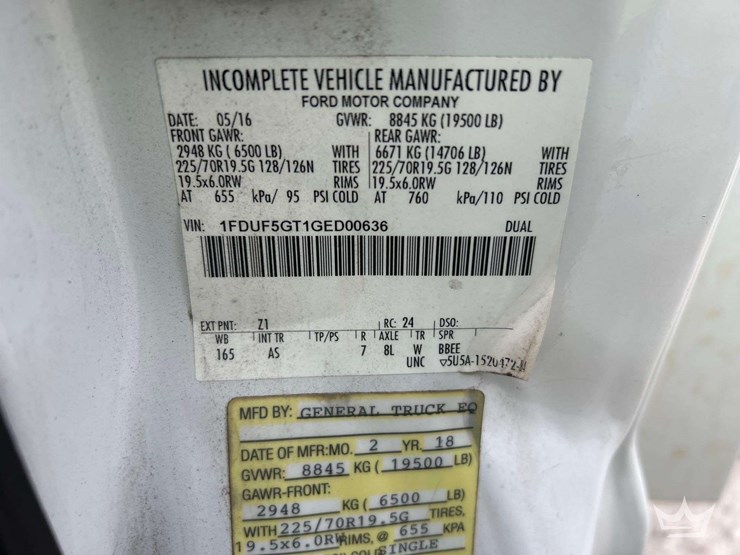 INCOMPLETE VEHICLE MANUFACTURED BY
FORD MOTOR COMPANY
DATE: 05/16 GVWR: 8845 KG (19500 LB)
FRONT GAWR: REAR GAWR:
2948 KG ( 6500 LB) WITH 6671 KG (14706 LB) WITH
225/70R19.5G 128/126N TIRES 225/70R19.5G 128/126N TIRES
19.5x6.0RW RIMS 19.5x6.0RW RIMS
AT 655 kPa/ 95 PSI COLD AT 760 kPa/110 PSI COLD
VIN: 1FDUF5GT1GED00636 DUAL
EXT PNT: Z1 RC: 24 DSO:
WB INT TR TP/PS R AXLE TR SPR
165 AS 7 8L W BBEE
UNC ▽5U5A-1520472-
MFD BY: GENERAL TRUCK EQ
DATE OF MFR:MO. 2 YR. 18
GVWR: 8845 KG ( 19500 LB)
GAWR-FRONT:
2948 KG ( 6500 LB)
WITH 225/70R19.5G TIRES,
19.5x6.0RW RIMS, @ 655 KPA
SINGLE